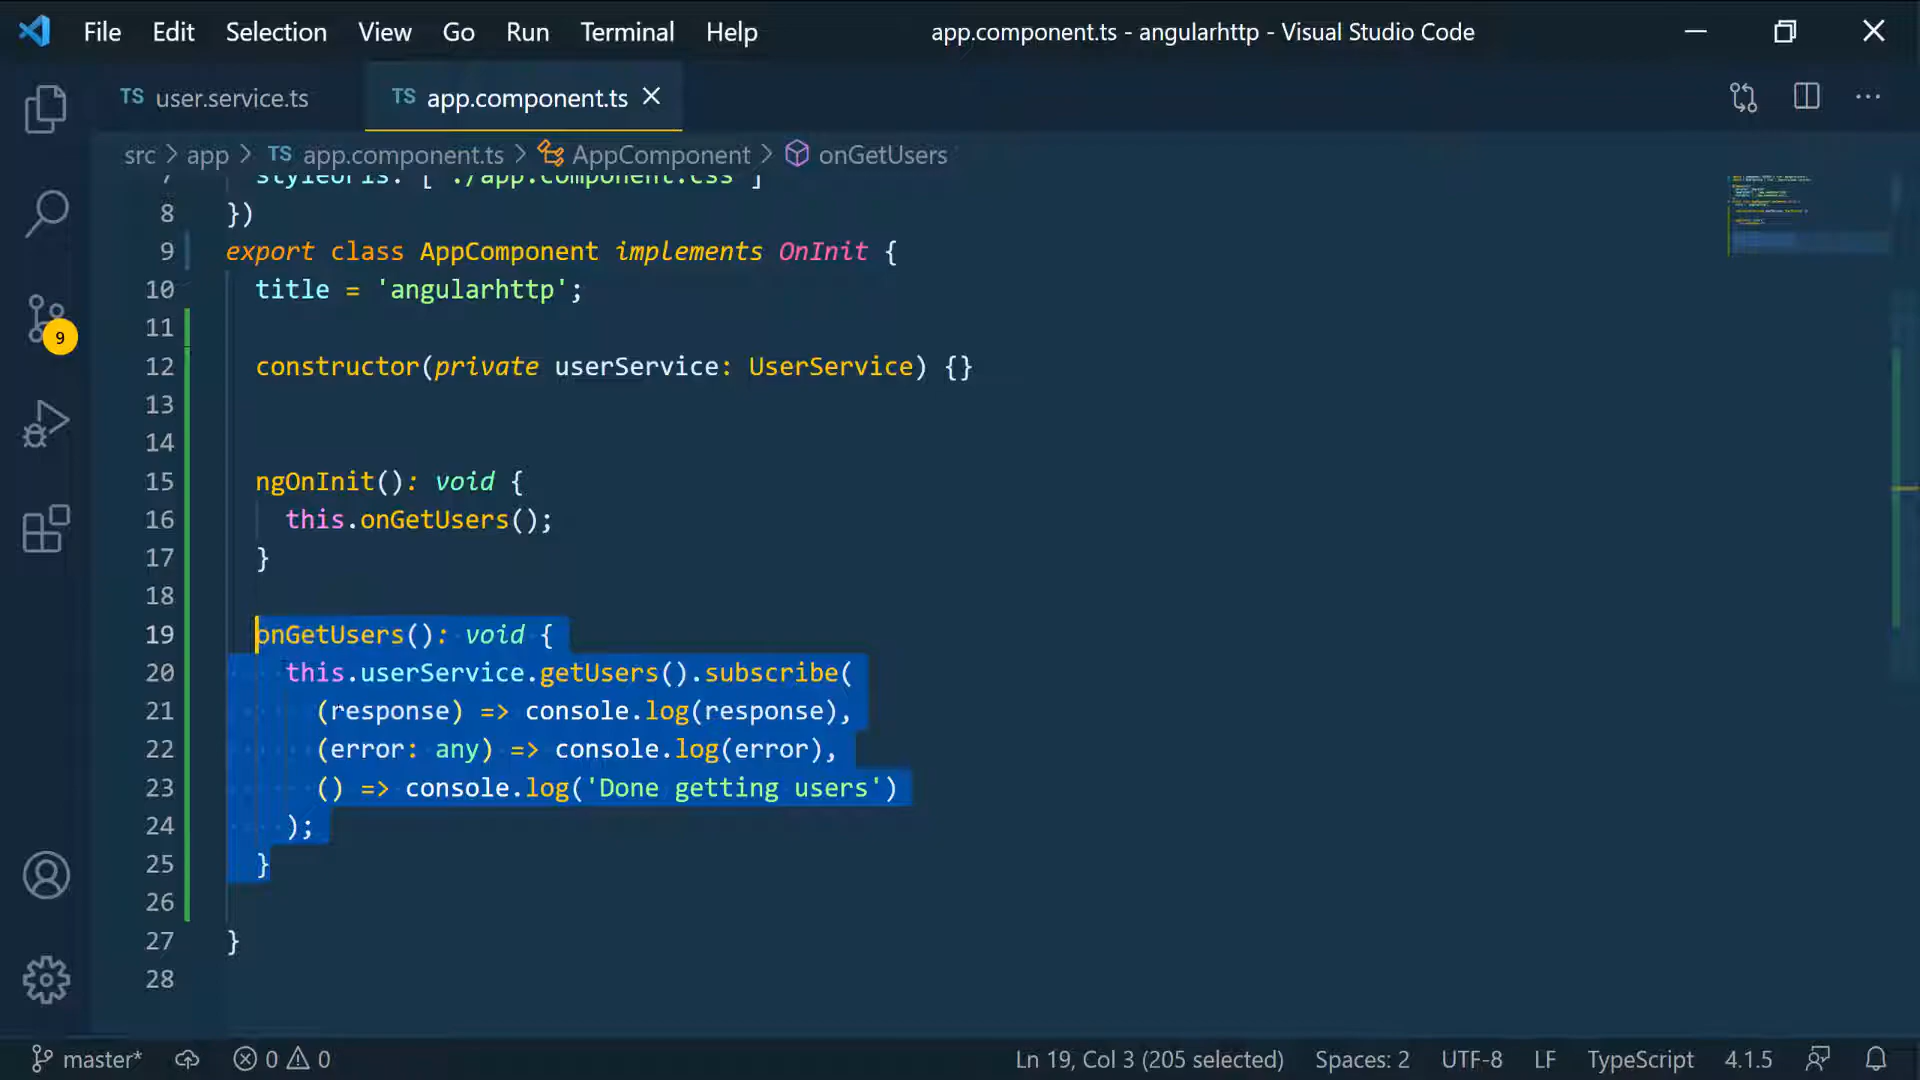 File Edit Selection View Go Run Terminal Help app.component.ts - angularhttp - Visual Studio Code
TS user.service.ts TS app.component.ts
src > app > TS app.component.ts > AppComponent > onGetUsers
7 styleUrls: ['./app.component.css']
8 })
9 export class AppComponent implements OnInit {
10 title = 'angularhttp';
11
12 constructor(private userService: UserService) {}
13
14
15 ngOnInit(): void {
16 this.onGetUsers();
17 }
18
19 onGetUsers(): void {
20 this.userService.getUsers().subscribe(
21 (response) => console.log(response),
22 (error: any) => console.log(error),
23 () => console.log('Done getting users')
24 );
25 }
26
27 }
28
9
master* 0 0 Ln 19, Col 3 (205 selected) Spaces: 2 UTF-8 LF TypeScript 4.1.5